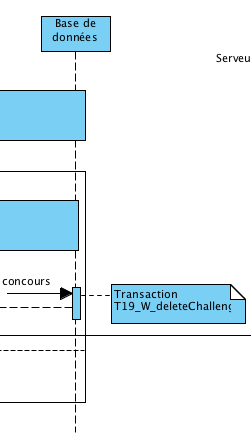 Base de
données
Serveu
concours
Transaction
T19_W_deleteChalleng